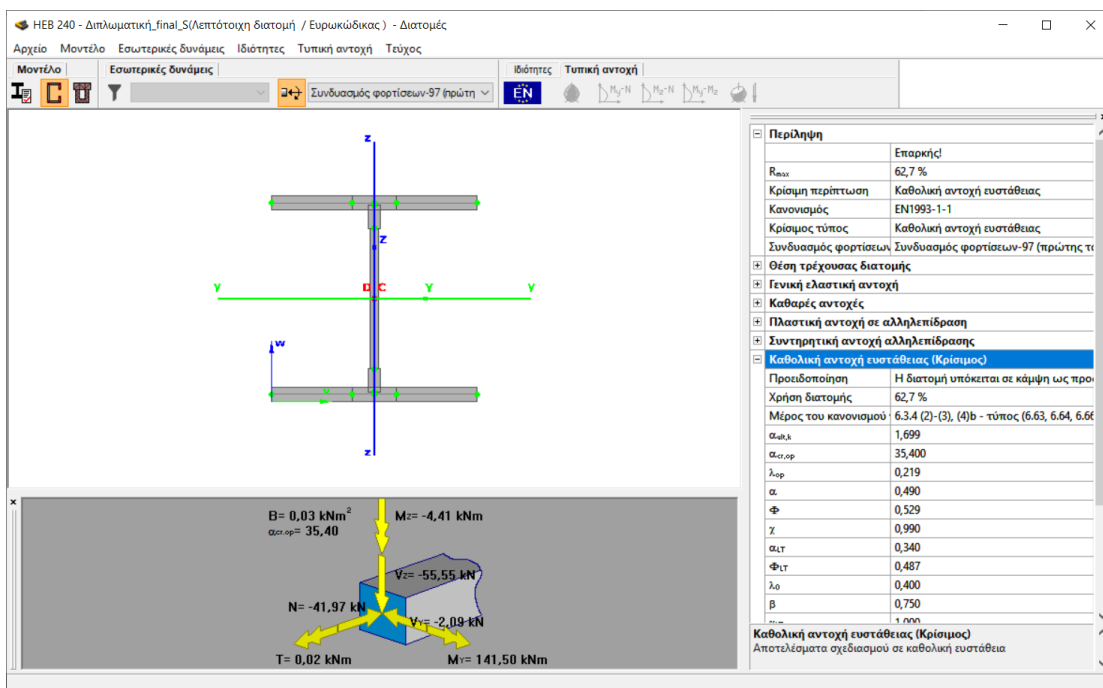 HEB 240 - Διπλωματική_final_S(Λεπτότοιχη διατομή / Ευρωκώδικας ) - Διατομές
Αρχείο Μοντέλο Εσωτερικές δυνάμεις Ιδιότητες Τυπική αντοχή Τεύχος
Μοντέλο Εσωτερικές δυνάμεις Ιδιότητες Τυπική αντοχή
Συνδυασμός φορτίσεων-97 (πρώτη EN My-N Mz-N My-Mz
Περίληψη
Επαρκής!
Rmax 62,7 %
Κρίσιμη περίπτωση Καθολική αντοχή ευστάθειας
Κανονισμός EN1993-1-1
Κρίσιμος τύπος Καθολική αντοχή ευστάθειας
Συνδυασμός φορτίσεων Συνδυασμός φορτίσεων-97 (πρώτης τά
Θέση τρέχουσας διατομής
Γενική ελαστική αντοχή
Καθαρές αντοχές
Πλαστική αντοχή σε αλληλεπίδραση
Συντηρητική αντοχή αλληλεπίδρασης
Καθολική αντοχή ευστάθειας (Κρίσιμος)
Προειδοποίηση Η διατομή υπόκειται σε κάμψη ως προς
Χρήση διατομής 62,7 %
Μέρος του κανονισμού 6.3.4 (2)-(3), (4)b - τύπος (6.63, 6.64, 6.66
αult,k 1,699
αcr,op 35,400
λop 0,219
α 0,490
Φ 0,529
χ 0,990
αLT 0,340
ΦLT 0,487
λ0 0,400
β 0,750
1,000
Καθολική αντοχή ευστάθειας (Κρίσιμος)
Αποτελέσματα σχεδιασμού σε καθολική ευστάθεια
z
Z
y D C Y y
w
v
z
B= 0,03 kNm²
αcr.op= 35,40
Mz= -4,41 kNm
Vz= -55,55 kN
N= -41,97 kN
VY= -2,09 kN
T= 0,02 kNm
MY= 141,50 kNm